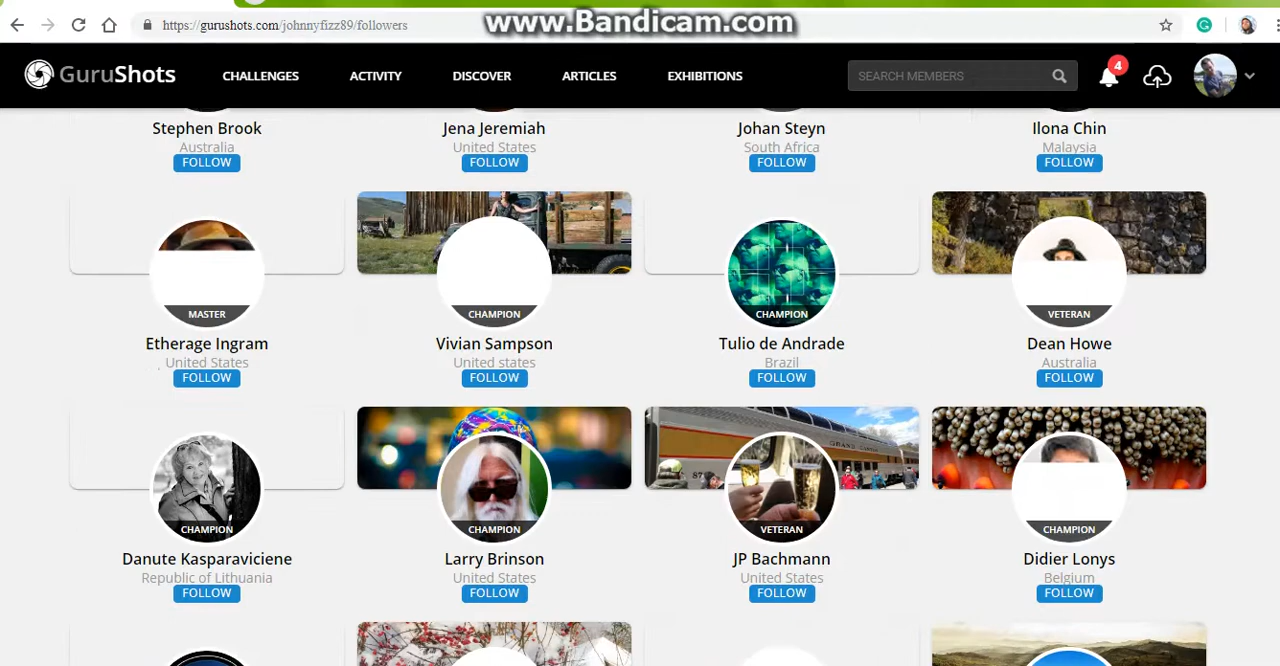 www.Bandicam.com
https://gurushots.com/johnnyfizz89/followers
GuruShots CHALLENGES ACTIVITY DISCOVER ARTICLES EXHIBITIONS SEARCH MEMBERS 4
Stephen Brook Jena Jeremiah Johan Steyn Ilona Chin
Australia United States South Africa Malaysia
FOLLOW FOLLOW FOLLOW FOLLOW
MASTER CHAMPION CHAMPION VETERAN
Etherage Ingram Vivian Sampson Tulio de Andrade Dean Howe
United States United states Brazil Australia
FOLLOW FOLLOW FOLLOW FOLLOW
CHAMPION CHAMPION VETERAN CHAMPION
Danute Kasparaviciene Larry Brinson JP Bachmann Didier Lonys
Republic of Lithuania United States United States Belgium
FOLLOW FOLLOW FOLLOW FOLLOW